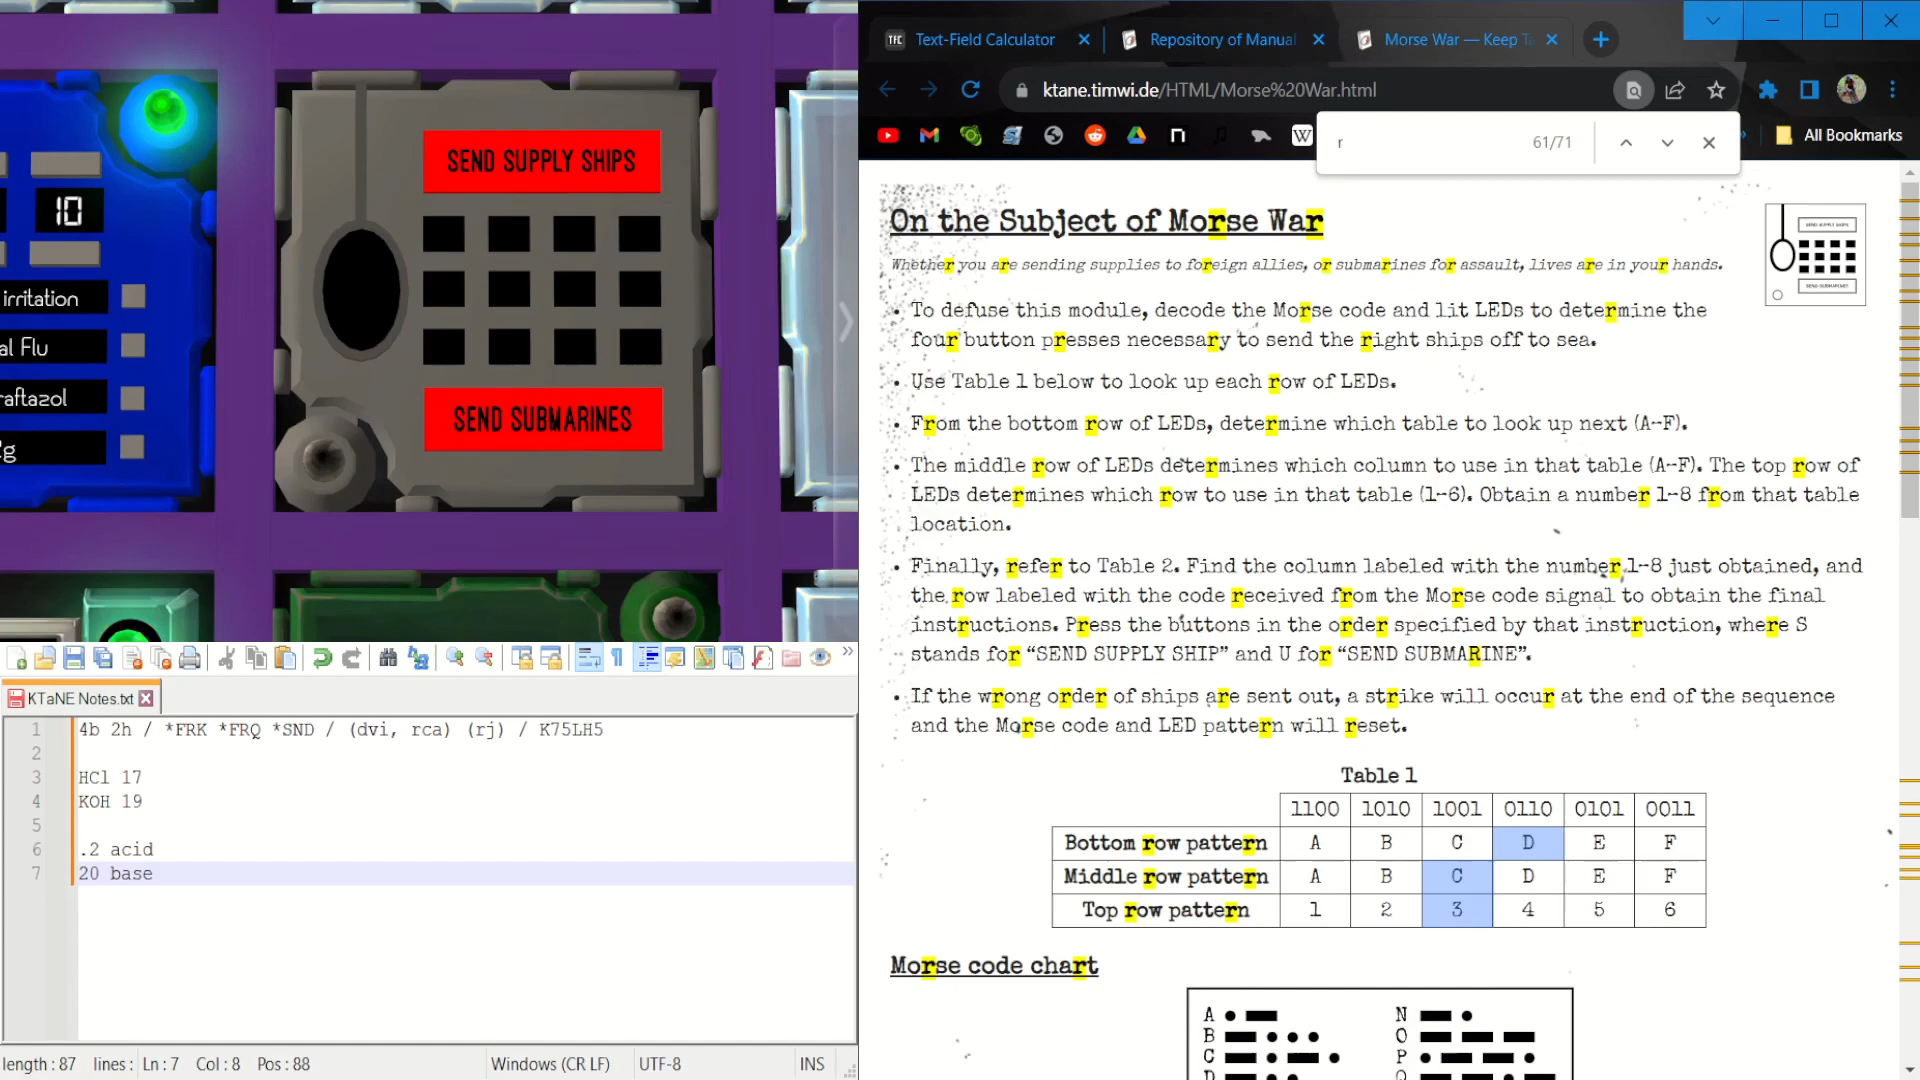 10
irritation
al Flu
raftazol
g
SEND SUPPLY SHIPS
SEND SUBMARINES
KTaNE Notes.txt
1 4b 2h / *FRK *FRQ *SND / (dvi, rca) (rj) / K75LH5
2
3 HCl 17
4 KOH 19
5
6 .2 acid
7 20 base
length : 87 lines : Ln : 7 Col : 8 Pos : 88 Windows (CR LF) UTF-8 INS
TFC Text-Field Calculator Repository of Manual Morse War — Keep Ta
ktane.timwi.de/HTML/Morse%20War.html
W » All Bookmarks
r 61/71
On the Subject of Morse War
Whether you are sending supplies to foreign allies, or submarines for assault, lives are in your hands.
SEND SUPPLY SHIPS
SEND SUBMARINES
• To defuse this module, decode the Morse code and lit LEDs to determine the
four button presses necessary to send the right ships off to sea.
• Use Table 1 below to look up each row of LEDs.
• From the bottom row of LEDs, determine which table to look up next (A-F).
• The middle row of LEDs determines which column to use in that table (A-F). The top row of
LEDs determines which row to use in that table (1-6). Obtain a number 1-8 from that table
location.
• Finally, refer to Table 2. Find the column labeled with the number 1-8 just obtained, and
the row labeled with the code received from the Morse code signal to obtain the final
instructions. Press the buttons in the order specified by that instruction, where S
stands for “SEND SUPPLY SHIP” and U for “SEND SUBMARINE”.
• If the wrong order of ships are sent out, a strike will occur at the end of the sequence
and the Morse code and LED pattern will reset.
Table 1
1100 1010 1001 0110 0101 0011
Bottom row pattern A B C D E F
Middle row pattern A B C D E F
Top row pattern 1 2 3 4 5 6
Morse code chart
A N
B O
C P